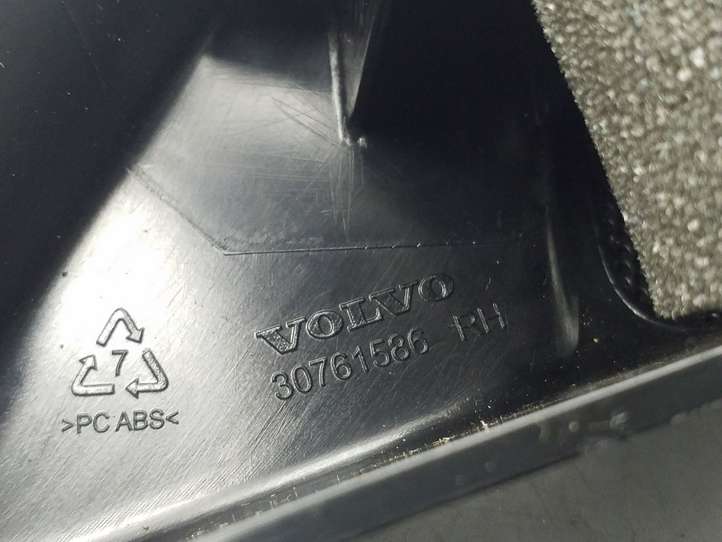 VOLVO
30761586 RH
7
>PC ABS<